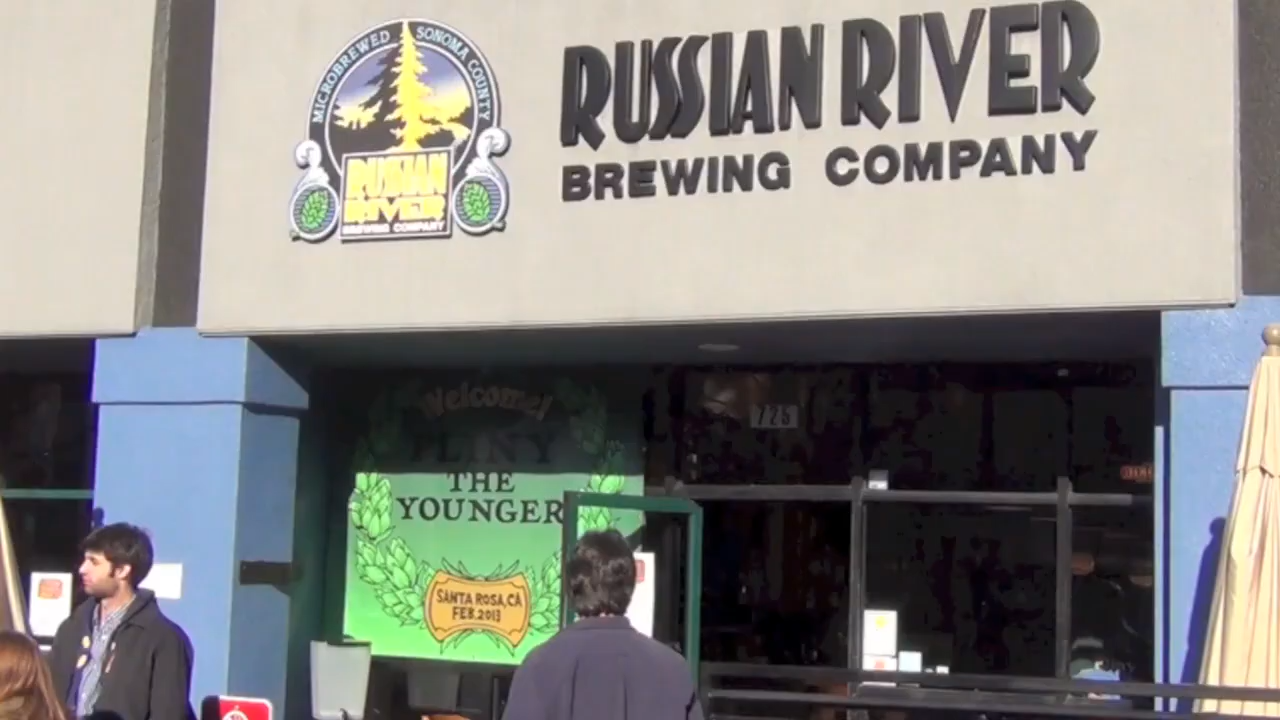 MICROBREWED SONOMA COUNTY
RUSSIAN
RIVER
BREWING COMPANY
RUSSIAN RIVER
BREWING COMPANY
Welcome!
PLINY
THE
YOUNGER
SANTA ROSA, CA
FEB. 2013
725